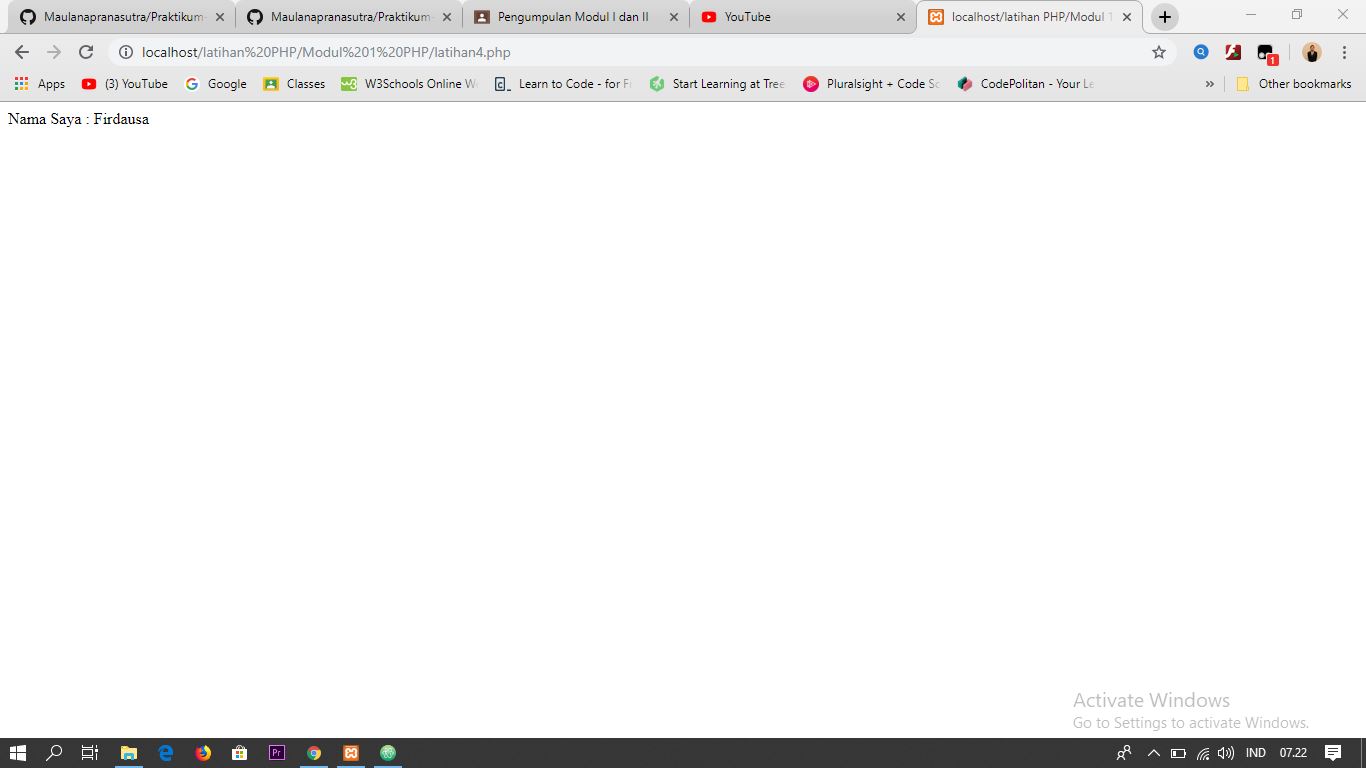 Maulanapranasutra/Praktikum-
Maulanapranasutra/Praktikum-
Pengumpulan Modul I dan II
YouTube
localhost/latihan PHP/Modul 1
localhost/latihan%20PHP/Modul%201%20PHP/latihan4.php
1
Apps
(3) YouTube
Google
Classes
W3Schools Online W
Learn to Code - for F
Start Learning at Tree
Pluralsight + Code Sc
CodePolitan - Your Le
Other bookmarks
Nama Saya : Firdausa
Activate Windows
Go to Settings to activate Windows.
Pr
IND
07.22